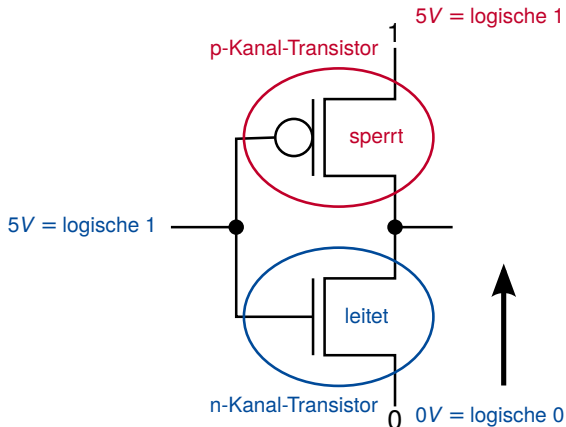 5V = logische 1
1
p-Kanal-Transistor
sperrt
5V = logische 1
leitet
n-Kanal-Transistor
0
0V = logische 0